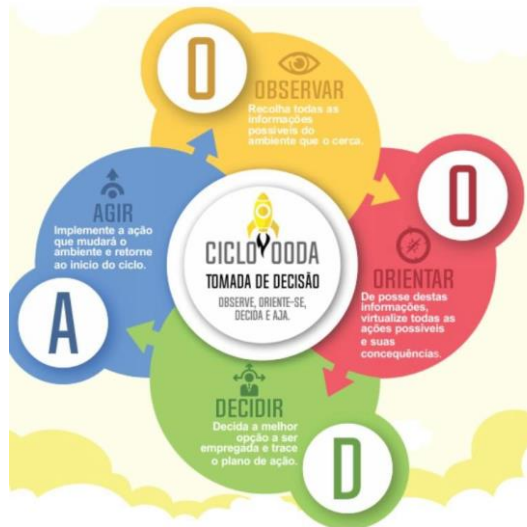 O
OBSERVAR
Recolha todas as
informações
possíveis do
ambiente que o cerca.
O
ORIENTAR
De posse destas
informações,
virtualize todas as
ações possíveis
e suas
concequências.
D
DECIDIR
Decida a melhor
opção a ser
empregada e trace
o plano de ação.
A
AGIR
Implemente a ação
que mudará o
ambiente e retorne
ao inicio do ciclo.
CICLO OODA
TOMADA DE DECISÃO
OBSERVE, ORIENTE-SE,
DECIDA E AJA.